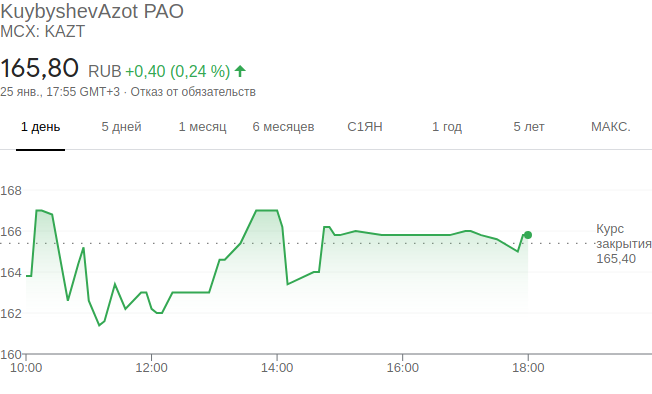 KuybyshevAzot PAO
MCX: KAZT
165,80 RUB +0,40 (0,24 %)
25 янв., 17:55 GMT+3 · Отказ от обязательств
1 день 5 дней 1 месяц 6 месяцев С1ЯН 1 год 5 лет МАКС.
168
166
Курс
закрытия
165,40
164
162
160
10:00 12:00 14:00 16:00 18:00